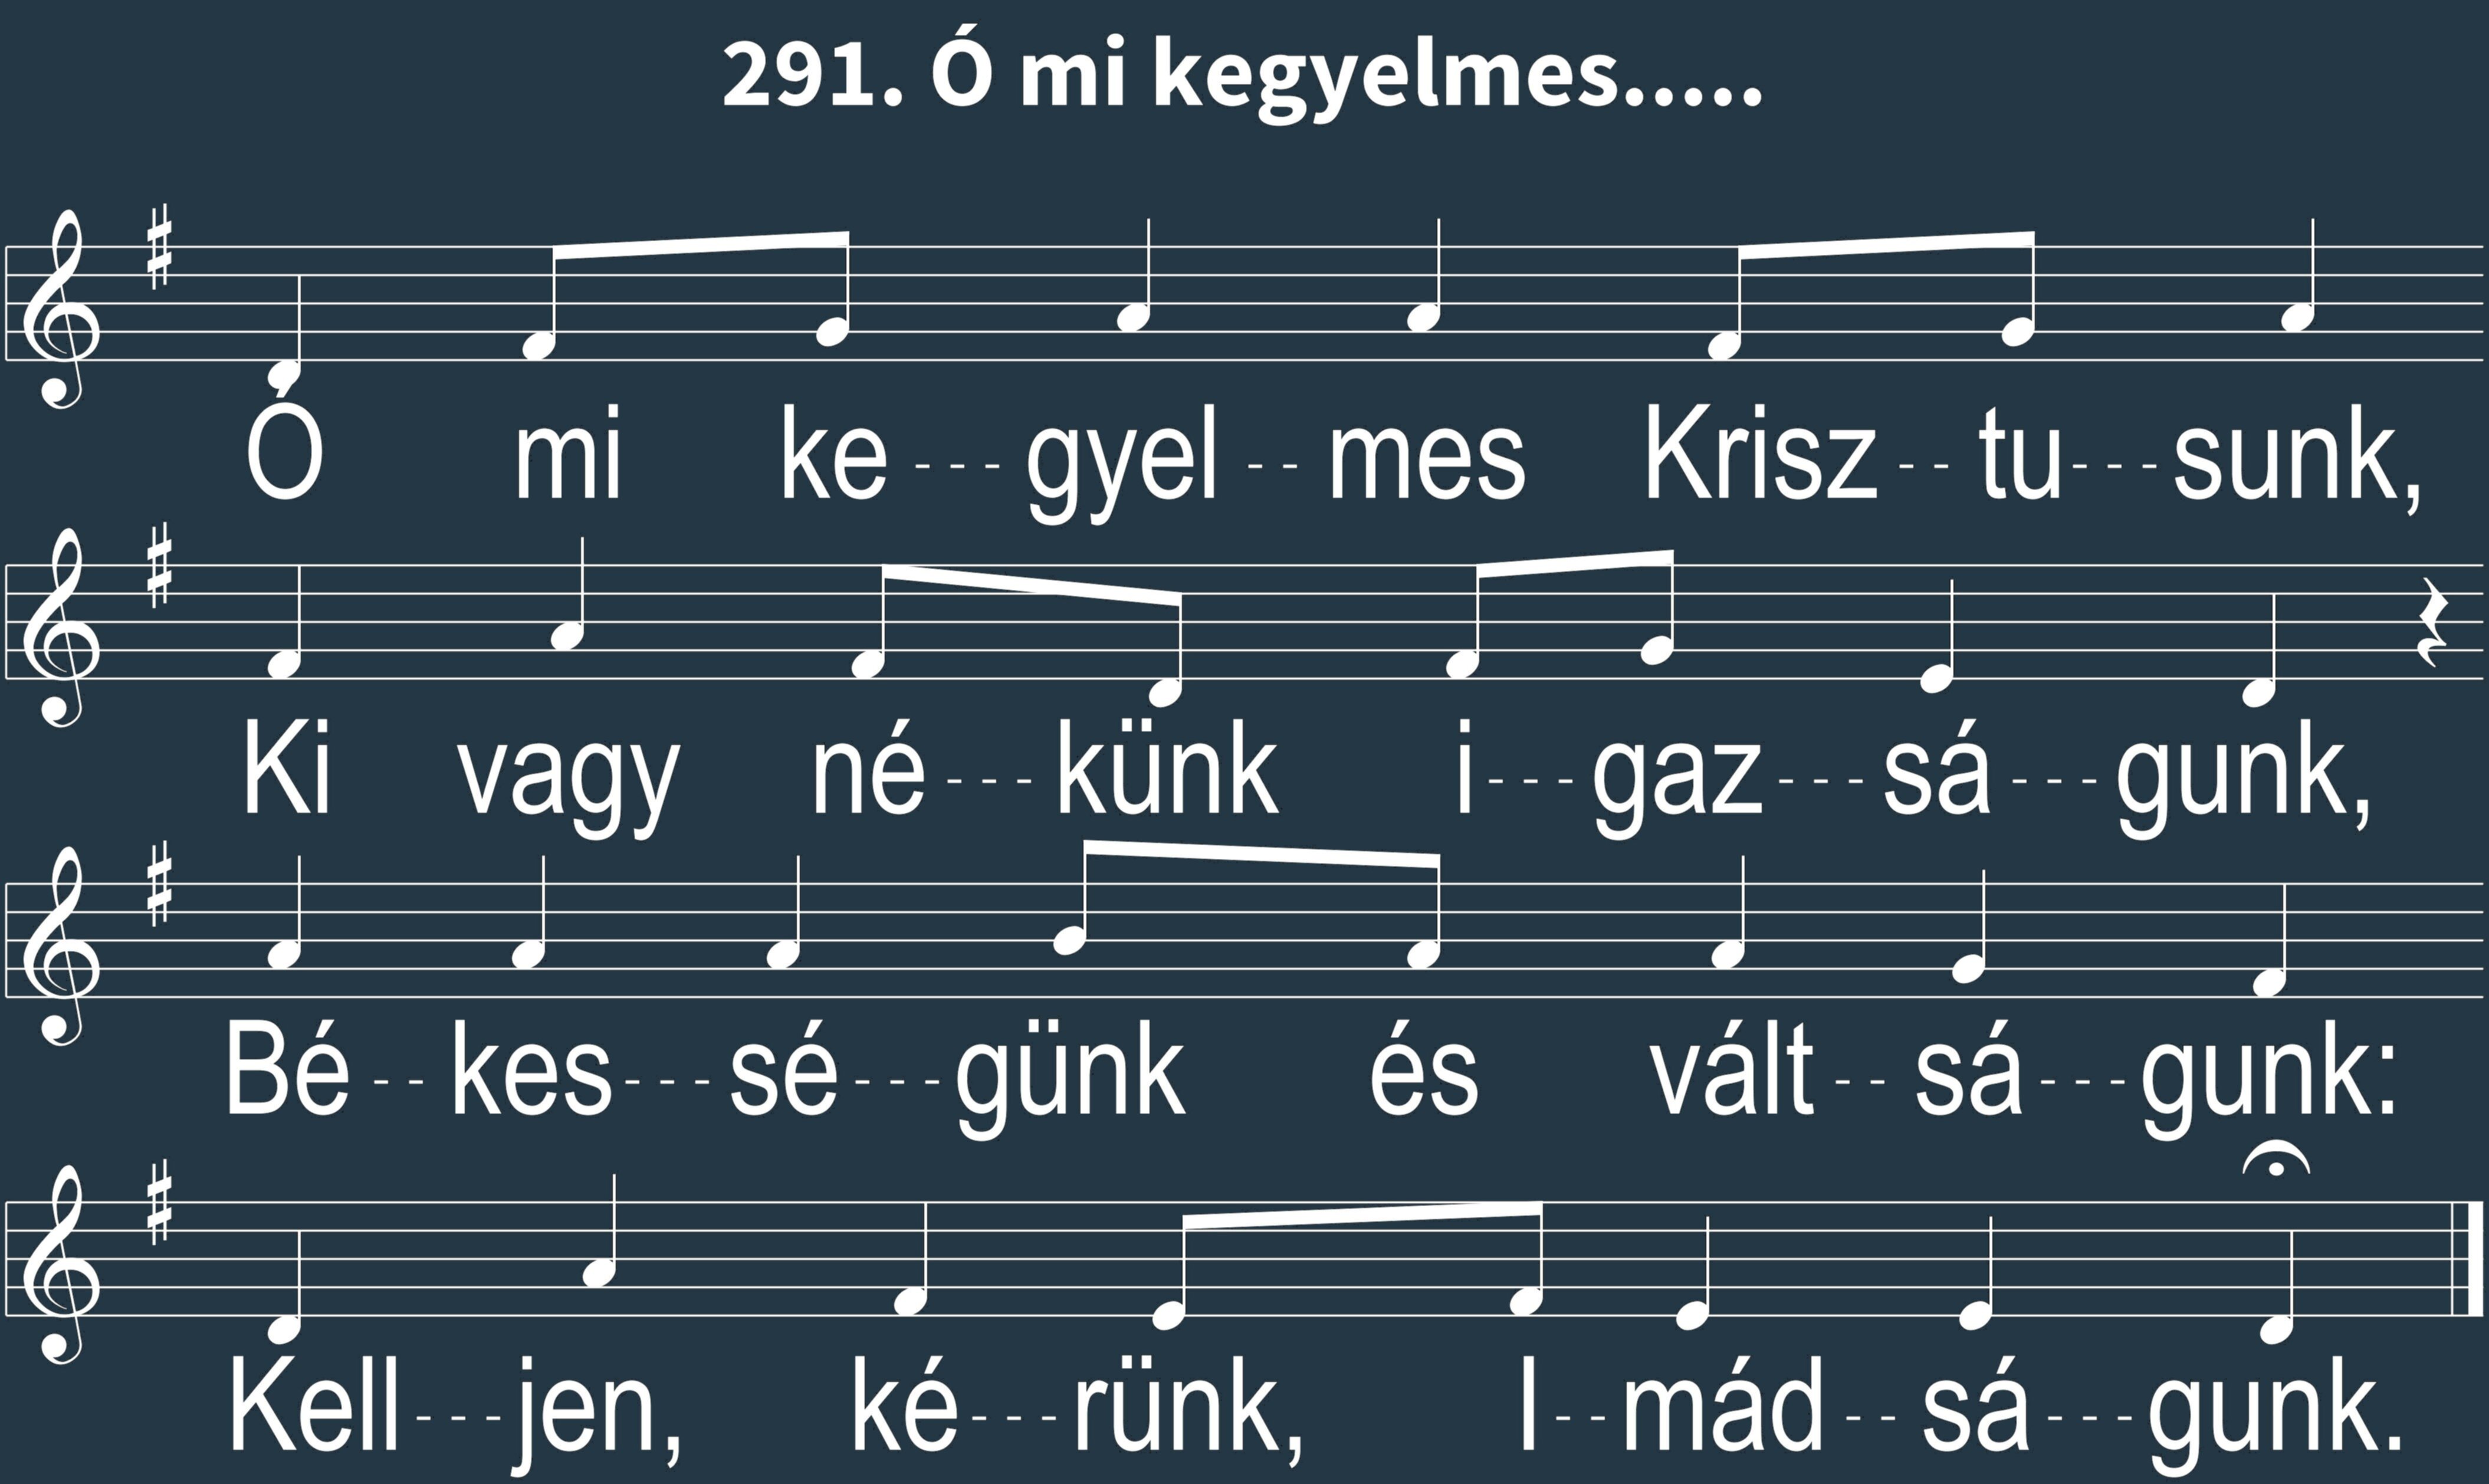 291. Ó mi kegyelmes.....
Ó mi ke---gyel--mes Krisz--tu---sunk,
Ki vagy né---künk i---gaz---sá---gunk,
Bé--kes---sé---günk és vált--sá---gunk:
Kell---jen, ké---rünk, I--mád--sá---gunk.